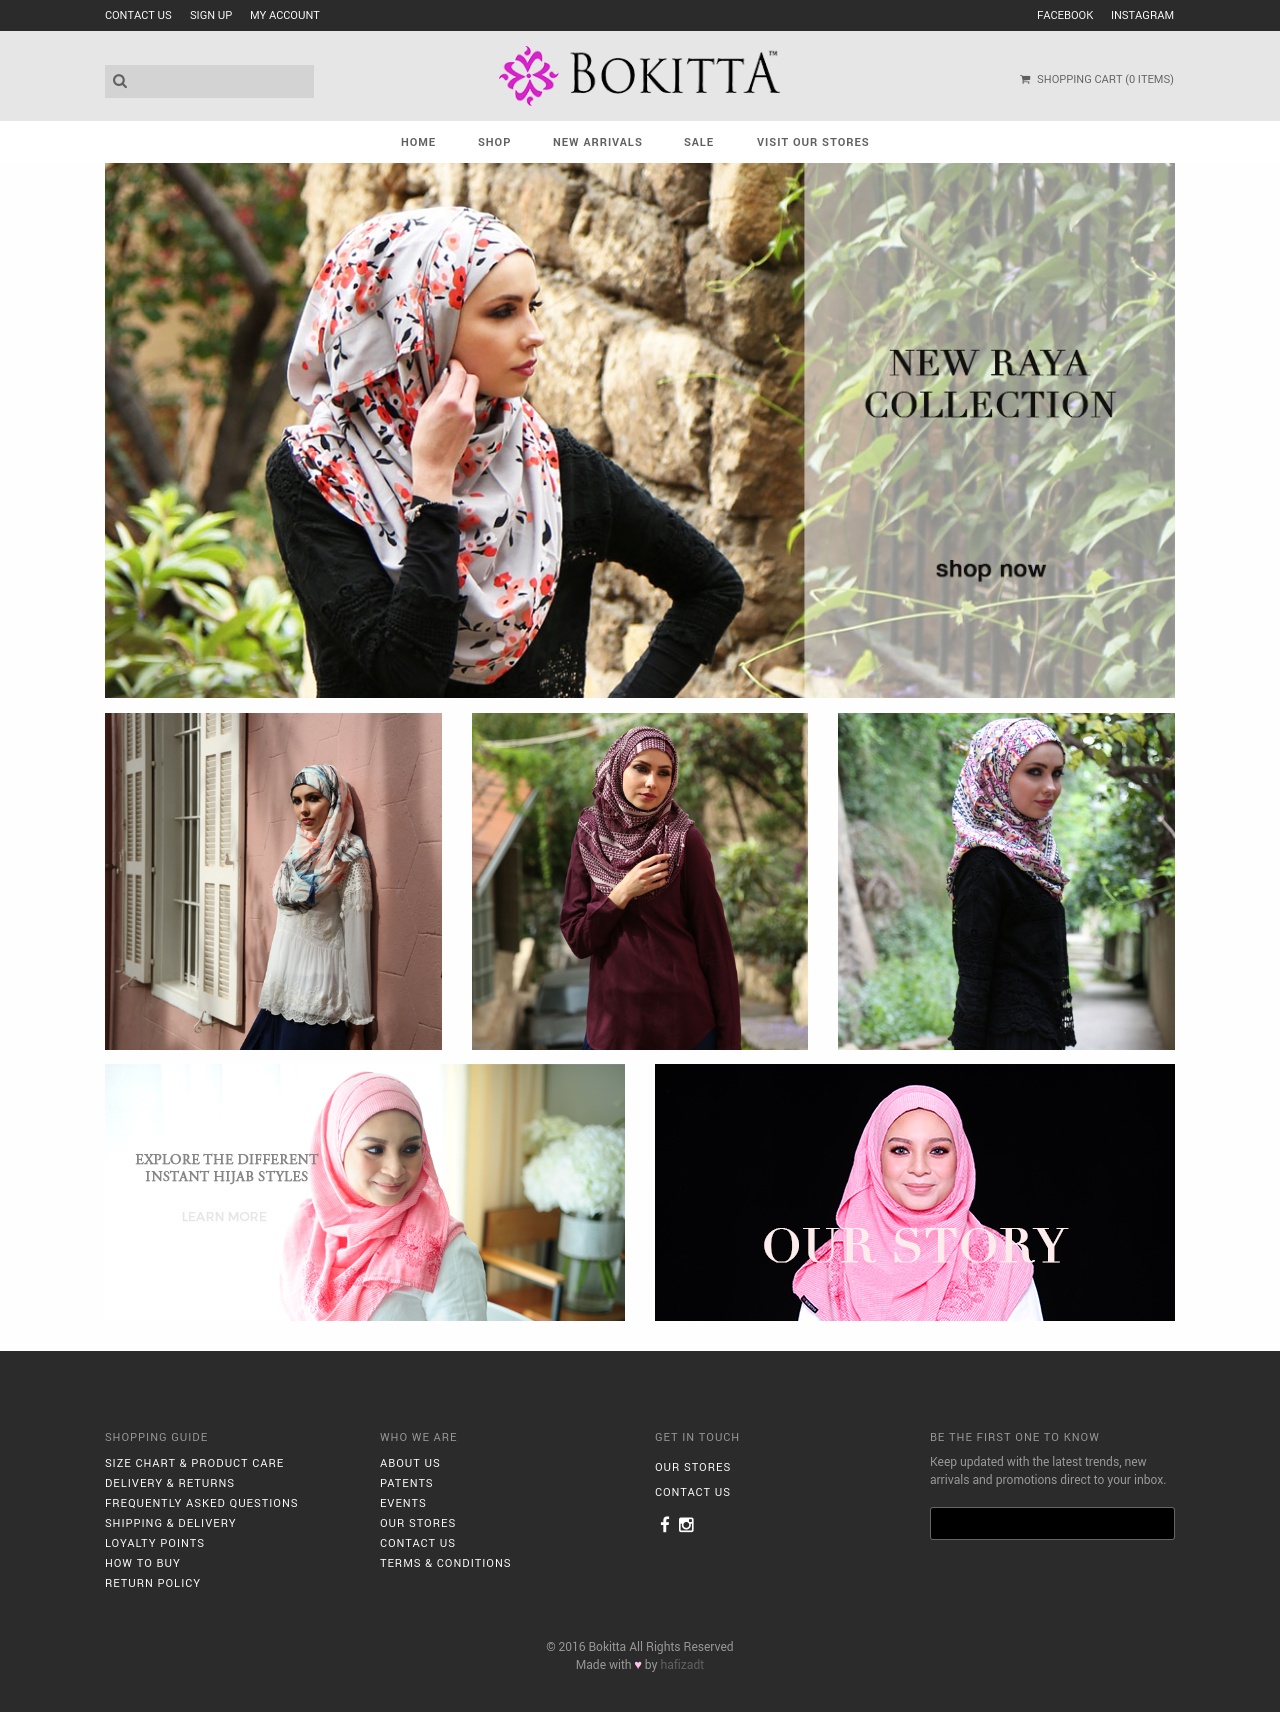 CONTACT US SIGN UP MY ACCOUNT FACEBOOK INSTAGRAM
BOKITTA™
SHOPPING CART (0 ITEMS)
HOME SHOP NEW ARRIVALS SALE VISIT OUR STORES
NEW RAYA
COLLECTION
shop now
EXPLORE THE DIFFERENT
INSTANT HIJAB STYLES
LEARN MORE
OUR STORY
SHOPPING GUIDE
SIZE CHART & PRODUCT CARE
DELIVERY & RETURNS
FREQUENTLY ASKED QUESTIONS
SHIPPING & DELIVERY
LOYALTY POINTS
HOW TO BUY
RETURN POLICY
WHO WE ARE
ABOUT US
PATENTS
EVENTS
OUR STORES
CONTACT US
TERMS & CONDITIONS
GET IN TOUCH
OUR STORES
CONTACT US
BE THE FIRST ONE TO KNOW
Keep updated with the latest trends, new
arrivals and promotions direct to your inbox.
© 2016 Bokitta All Rights Reserved
Made with ♥ by hafizadt